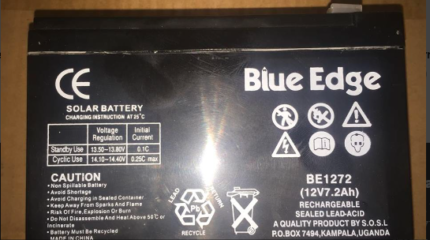 Blue Edge
CE
SOLAR BATTERY
CHARGING INSTRUCTION AT 25°C
Voltage Regulation Initial Current
Standby Use 13.50~13.80V 0.1C
Cyclic Use 14.10~14.40V 0.25C max
CAUTION
• Non Spillable Battery
• Avoid Shortage
• Avoid Charging in Sealed Container
• Keep Away From Sparks And Flame
• Risk Of Fire, Explosion Or Burns
• Do Not Disassemble And Heat Above 50°C or
Incinerate
• Battery Must Be Recycled
LEAD
Pb
RECYCLE
Pb
BE1272
(12V7.2Ah)
RECHARGEABLE
SEALED LEAD-ACID
A QUALITY PRODUCT BY S.O.S.L
P.O.BOX 7494, KAMPALA, UGANDA